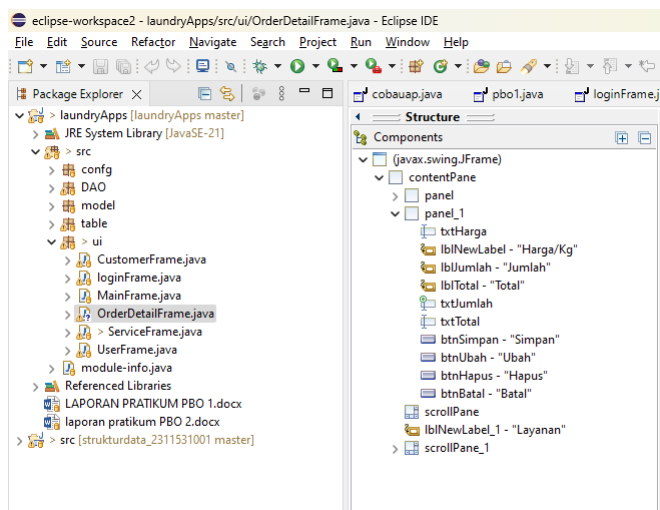 eclipse-workspace2 - laundryApps/src/ui/OrderDetailFrame.java - Eclipse IDE
File Edit Source Refactor Navigate Search Project Run Window Help
Package Explorer
cobauap.java pbo1.java loginFrame.j
> laundryApps [laundryApps master]
JRE System Library [JavaSE-21]
> src
confg
DAO
model
table
> ui
CustomerFrame.java
loginFrame.java
MainFrame.java
OrderDetailFrame.java
> ServiceFrame.java
UserFrame.java
module-info.java
Referenced Libraries
LAPORAN PRATIKUM PBO 1.docx
laporan pratikum PBO 2.docx
> src [strukturdata_2311531001 master]
Structure
Components
(javax.swing.JFrame)
contentPane
panel
panel_1
txtHarga
lblNewLabel - "Harga/Kg"
lblJumlah - "Jumlah"
lblTotal - "Total"
txtJumlah
txtTotal
btnSimpan - "Simpan"
btnUbah - "Ubah"
btnHapus - "Hapus"
btnBatal - "Batal"
scrollPane
lblNewLabel_1 - "Layanan"
scrollPane_1